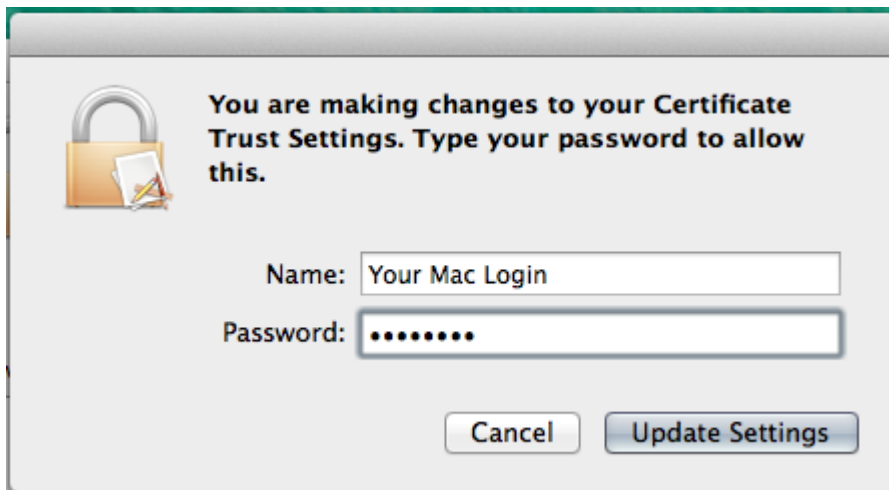 You are making changes to your Certificate
Trust Settings. Type your password to allow
this.
Name: Your Mac Login
Password: ••••••••
Cancel Update Settings